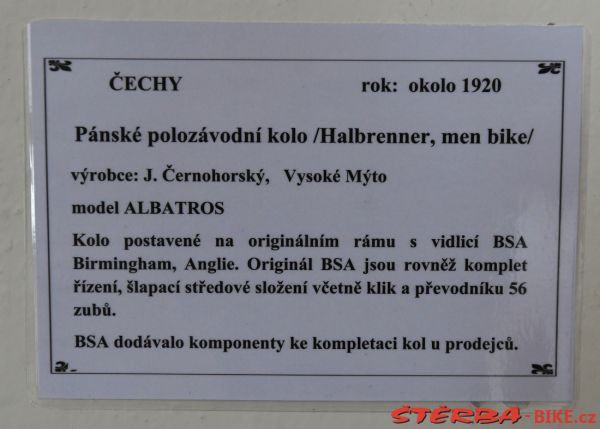 ČECHY rok: okolo 1920
Pánské polozávodní kolo /Halbrenner, men bike/
výrobce: J. Černohorský, Vysoké Mýto
model ALBATROS
Kolo postavené na originálním rámu s vidlicí BSA
Birmingham, Anglie. Originál BSA jsou rovněž komplet
řízení, šlapací středové složení včetně klik a převodníku 56
zubů.
BSA dodávalo komponenty ke kompletaci kol u prodejců.
ŠTĚRBA-BIKE.cz